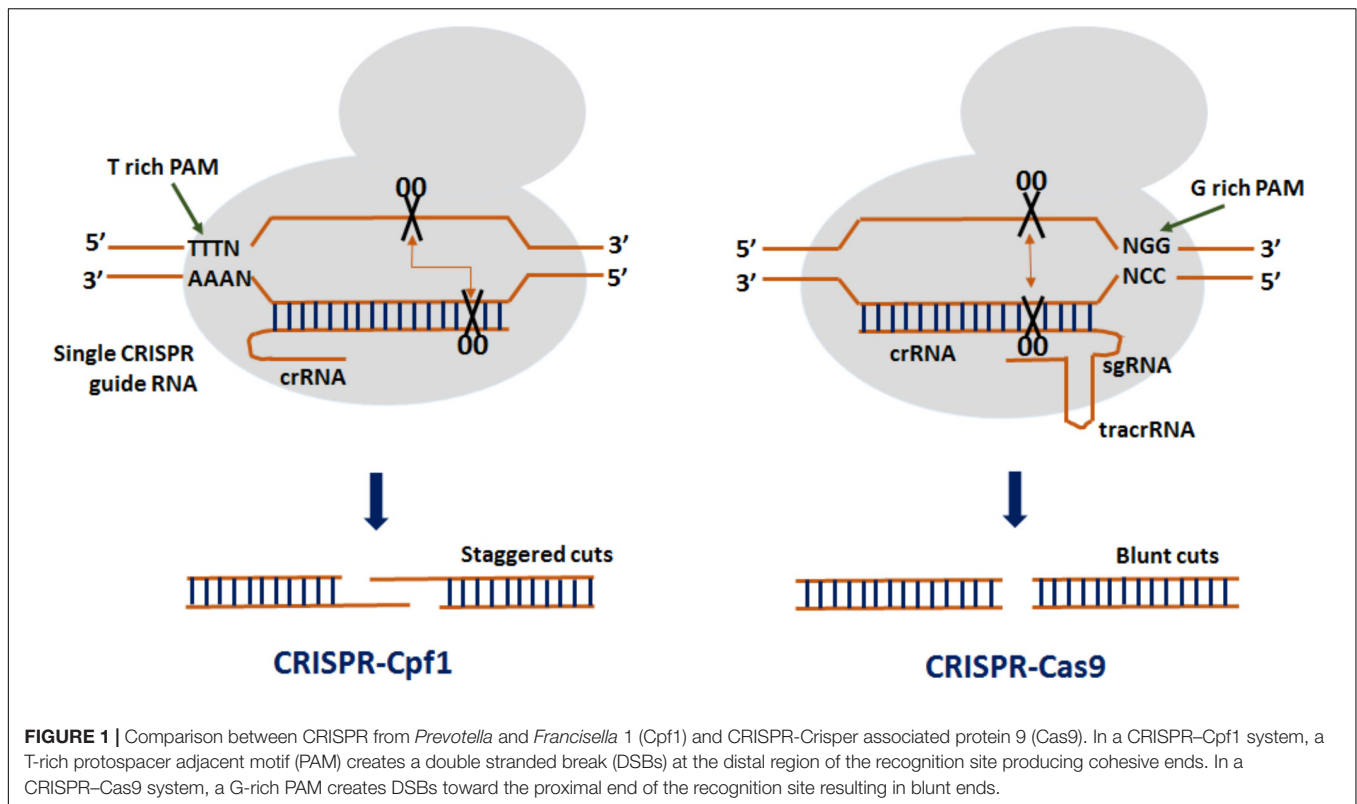 T rich PAM
OO
5’ TTTN 3’
3’ AAAN 5’
OO
Single CRISPR
guide RNA
crRNA
Staggered cuts
CRISPR-Cpf1
OO
G rich PAM
5’ NGG 3’
3’ NCC 5’
crRNA OO sgRNA
tracrRNA
Blunt cuts
CRISPR-Cas9
FIGURE 1 | Comparison between CRISPR from Prevotella and Francisella 1 (Cpf1) and CRISPR-Crisper associated protein 9 (Cas9). In a CRISPR–Cpf1 system, a
T-rich protospacer adjacent motif (PAM) creates a double stranded break (DSBs) at the distal region of the recognition site producing cohesive ends. In a
CRISPR–Cas9 system, a G-rich PAM creates DSBs toward the proximal end of the recognition site resulting in blunt ends.